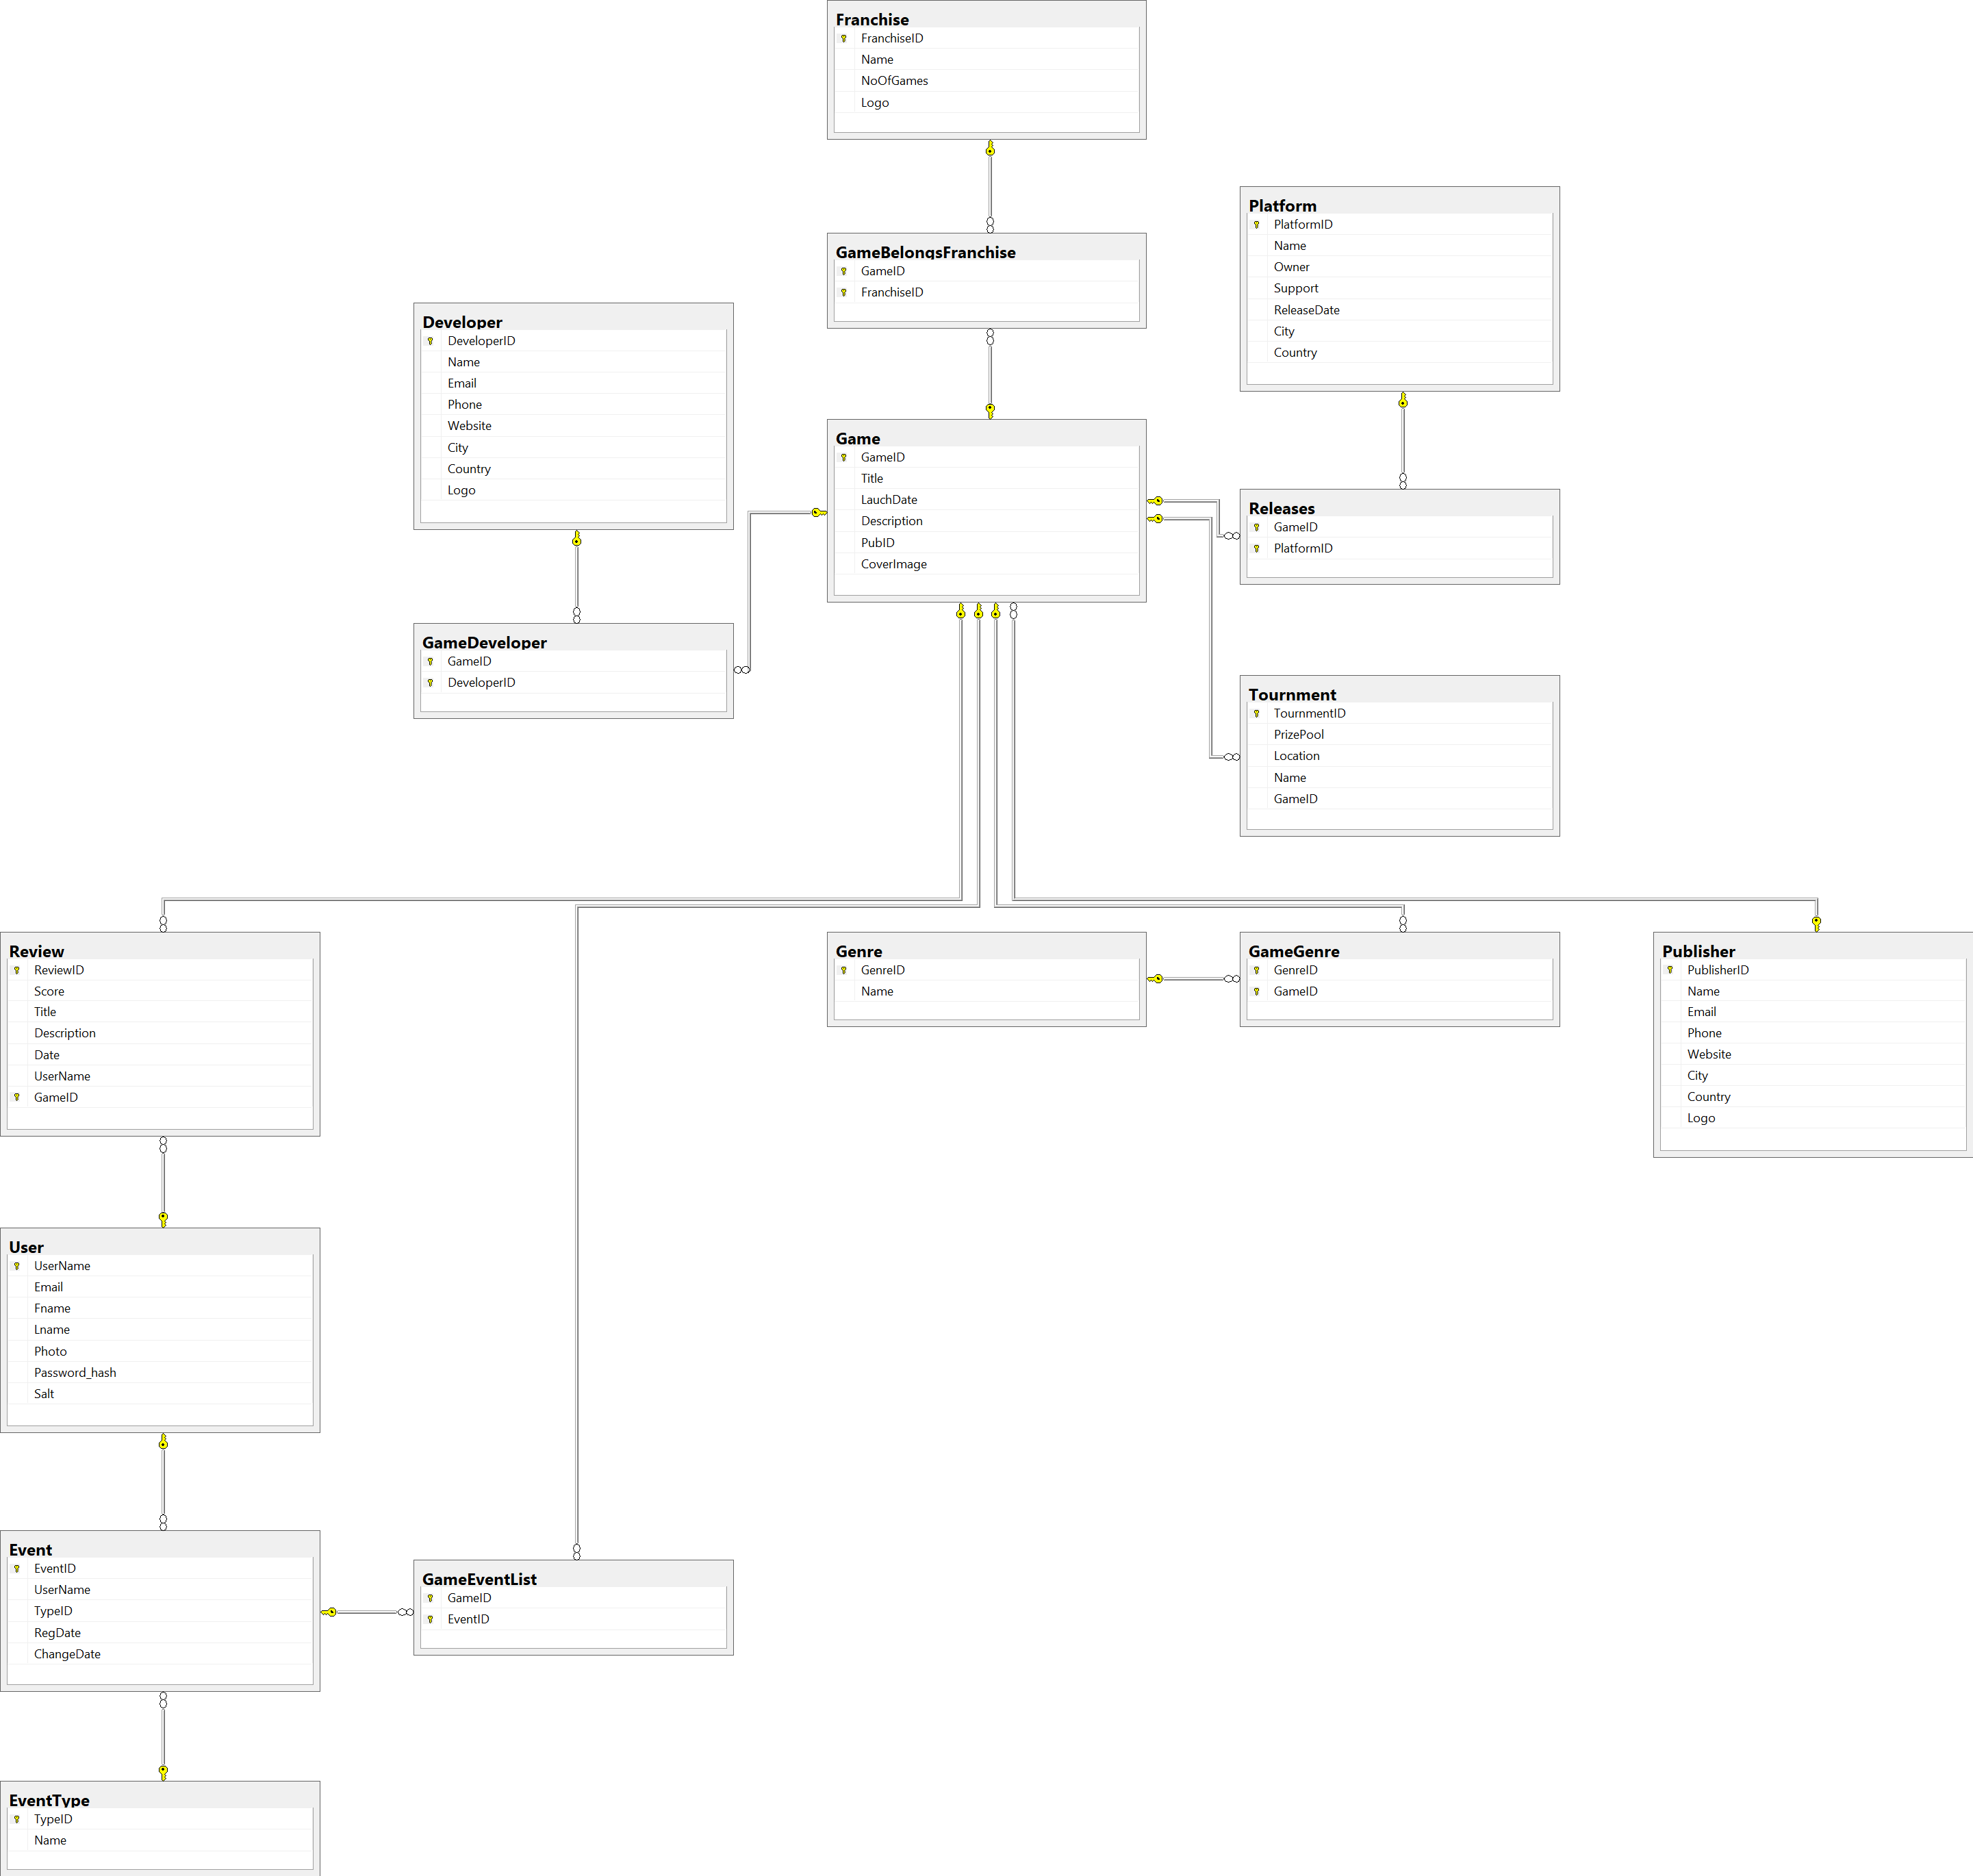 Franchise
FranchiseID
Name
NoOfGames
Logo
GameBelongsFranchise
GameID
FranchiseID
Platform
PlatformID
Name
Owner
Support
ReleaseDate
City
Country
Developer
DeveloperID
Name
Email
Phone
Website
City
Country
Logo
Game
GameID
Title
LauchDate
Description
PubID
CoverImage
Releases
GameID
PlatformID
GameDeveloper
GameID
DeveloperID
Tournment
TournmentID
PrizePool
Location
Name
GameID
Review
ReviewID
Score
Title
Description
Date
UserName
GameID
Genre
GenreID
Name
GameGenre
GenreID
GameID
Publisher
PublisherID
Name
Email
Phone
Website
City
Country
Logo
User
UserName
Email
Fname
Lname
Photo
Password_hash
Salt
Event
EventID
UserName
TypeID
RegDate
ChangeDate
GameEventList
GameID
EventID
EventType
TypeID
Name